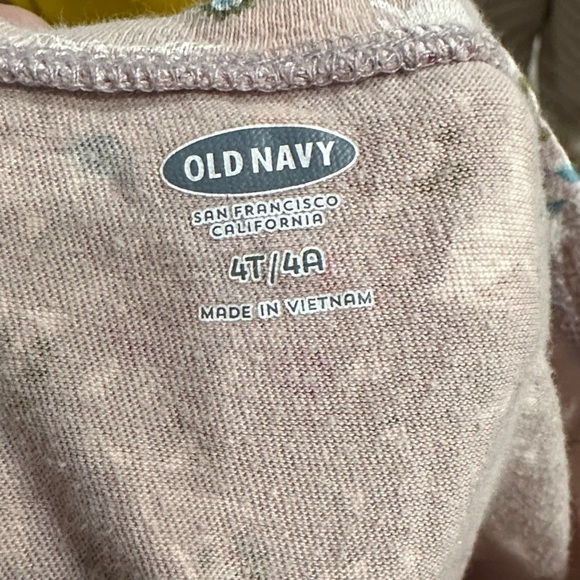 OLD NAVY
SAN FRANCISCO
CALIFORNIA
4T/4A
MADE IN VIETNAM